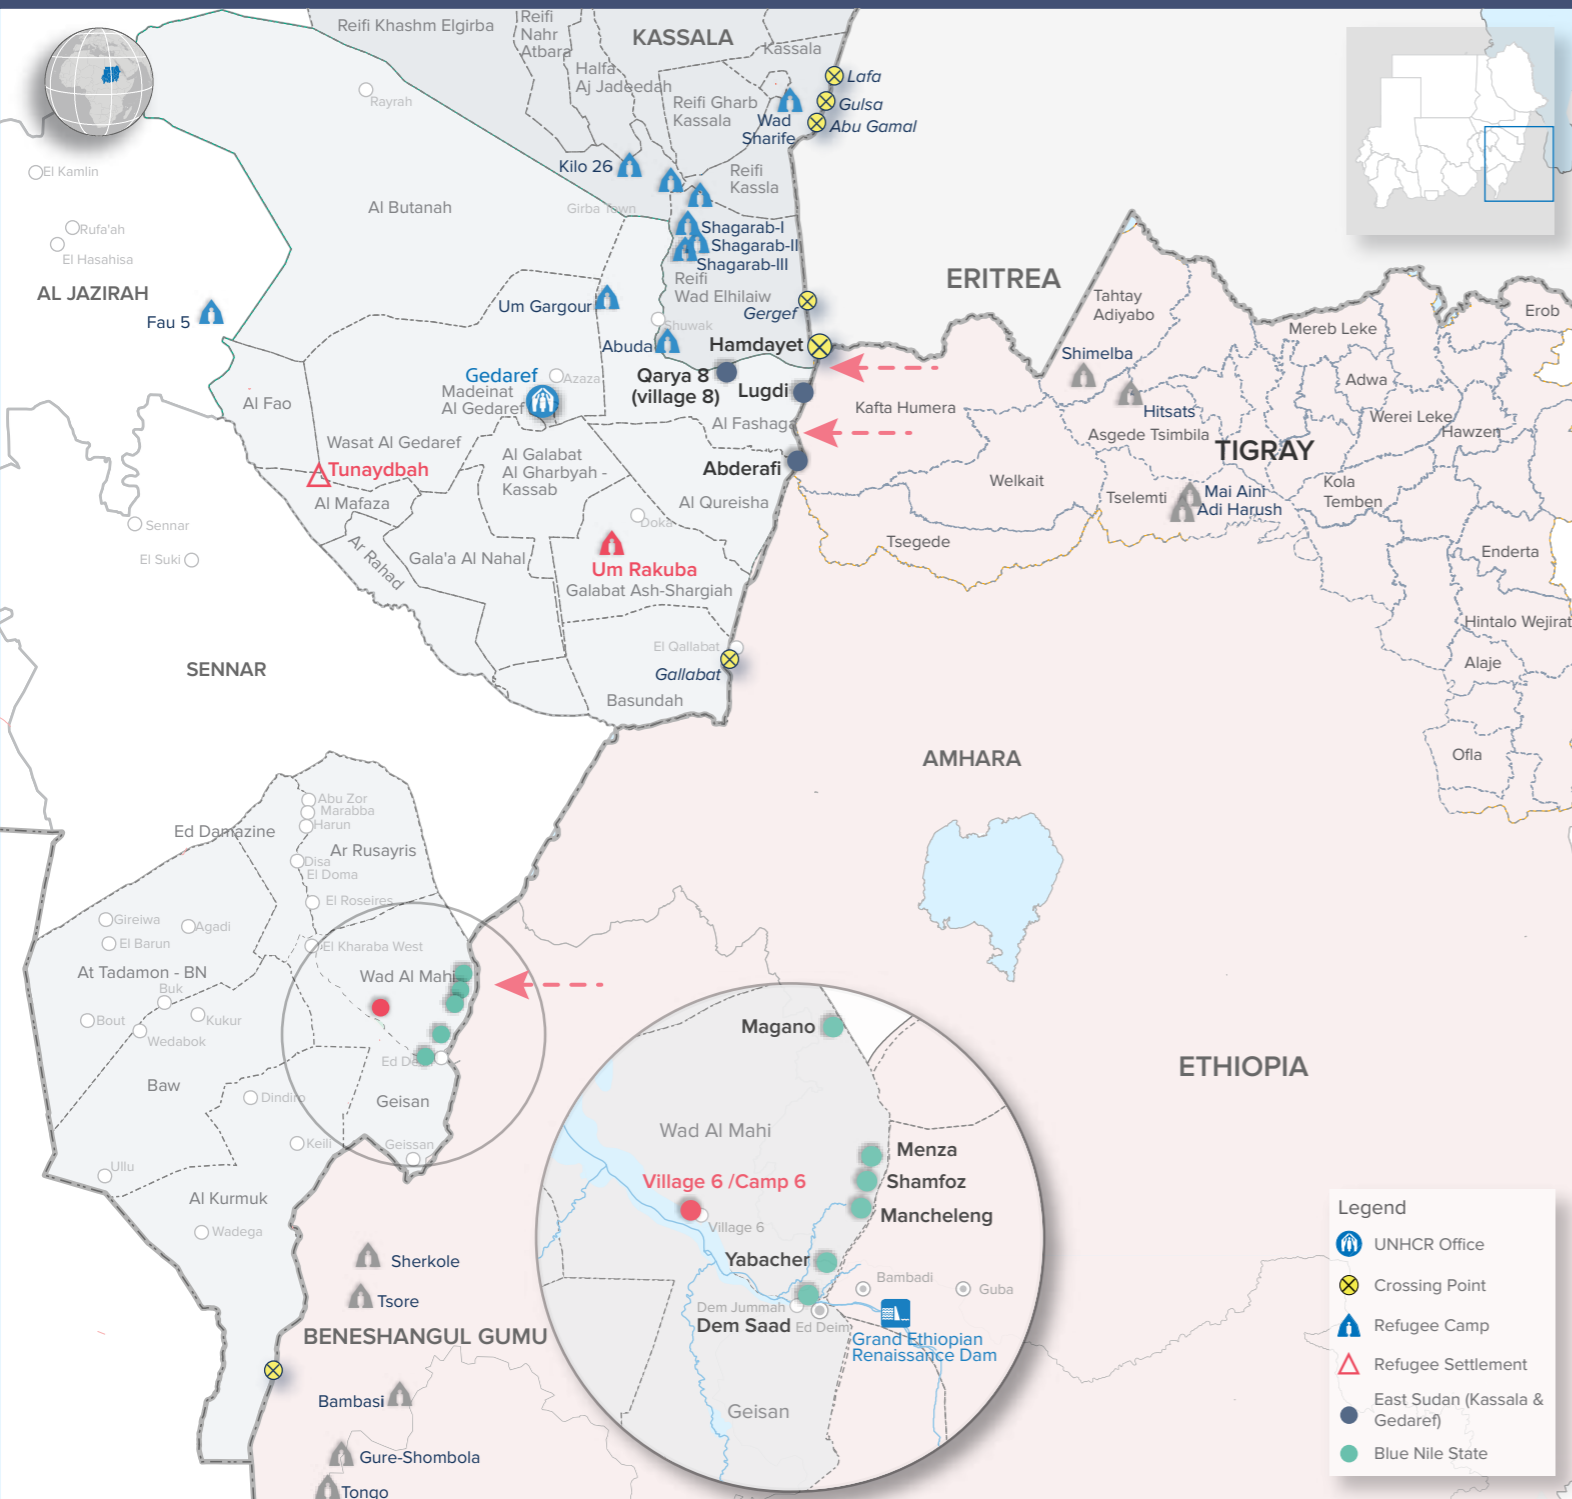 Reifi Khashm Elgirba
Reifi
Nahr
Atbara
KASSALA
Kassala
Halfa
Aj Jadeedah
Lafa
Gulsa
Abu Gamal
Rayrah
Reifi Gharb
Kassala
Wad
Sharife
Kilo 26
Reifi
Kassla
El Kamlin
Al Butanah
Girba Town
Rufa'ah
El Hasahisa
Shagarab-I
Shagarab-II
Shagarab-III
AL JAZIRAH
Fau 5
Um Gargour
Reifi
Wad Elhilaiw
Gergef
ERITREA
Tahtay
Adiyabo
Mereb Leke
Erob
Shuwak
Abuda
Hamdayet
Shimelba
Gedaref
Azaza
Qarya 8
(village 8)
Lugdi
Adwa
Madeinat
Al Gedaref
Al Fao
Kafta Humera
Hitsats
Werei Leke
Hawzen
Al Fashaga
Asgede Tsimbila
TIGRAY
Wasat Al Gedaref
Tunaydbah
Al Galabat
Al Gharbyah -
Kassab
Abderafi
Welkait
Tselemti
Mai Aini
Adi Harush
Kola
Temben
Al Mafaza
Al Qureisha
Doka
Sennar
El Suki
Ar Rahad
Gala'a Al Nahal
Um Rakuba
Galabat Ash-Shargiah
Tsegede
Enderta
Hintalo Wejirat
El Qallabat
Gallabat
Alaje
SENNAR
Basundah
AMHARA
Ofla
Abu Zor
Marabba
Harun
Ed Damazine
Ar Rusayris
Disa
El Doma
El Roseires
Gireiwa
Agadi
El Barun
El Kharaba West
At Tadamon - BN
Wad Al Mahi
Buk
Bout
Kukur
Wedabok
Ed Deim
Baw
Dindiro
Geisan
Keili
Geissan
Ullu
Al Kurmuk
Wadega
ETHIOPIA
Magano
Wad Al Mahi
Menza
Shamfoz
Mancheleng
Village 6 /Camp 6
Village 6
Yabacher
Bambadi
Guba
Dem Jummah
Dem Saad
Ed Deim
Grand Ethiopian
Renaissance Dam
Geisan
Sherkole
Tsore
BENESHANGUL GUMU
Bambasi
Gure-Shombola
Tongo
Legend
UNHCR Office
Crossing Point
Refugee Camp
Refugee Settlement
East Sudan (Kassala &
Gedaref)
Blue Nile State